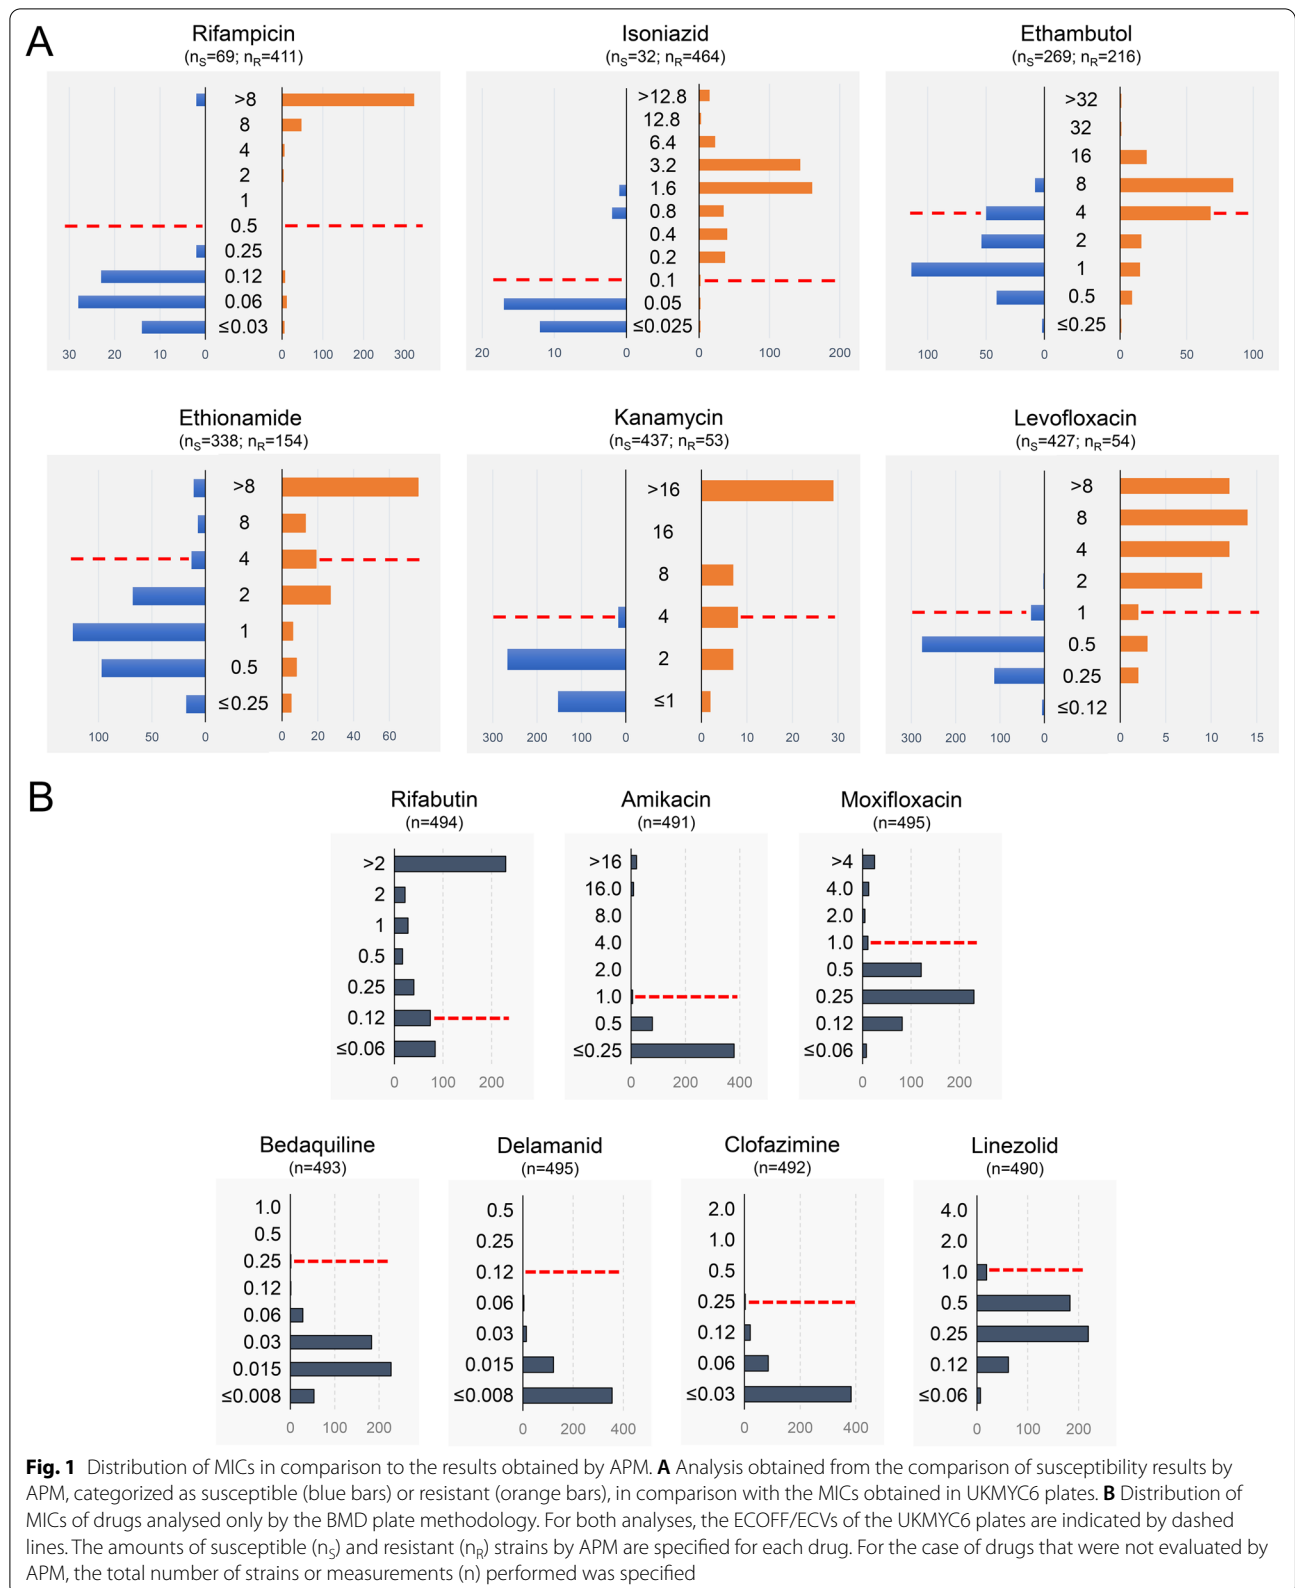 A
Rifampicin
(nS=69; nR=411)
>8
8
4
2
1
0.5
0.25
0.12
0.06
≤0.03
30 20 10 0 0 100 200 300
Isoniazid
(nS=32; nR=464)
>12.8
12.8
6.4
3.2
1.6
0.8
0.4
0.2
0.1
0.05
≤0.025
20 10 0 0 100 200
Ethambutol
(nS=269; nR=216)
>32
32
16
8
4
2
1
0.5
≤0.25
100 50 0 0 50 100
Ethionamide
(nS=338; nR=154)
>8
8
4
2
1
0.5
≤0.25
100 50 0 0 20 40 60
Kanamycin
(nS=437; nR=53)
>16
16
8
4
2
≤1
300 200 100 0 0 10 20 30
Levofloxacin
(nS=427; nR=54)
>8
8
4
2
1
0.5
0.25
≤0.12
300 200 100 0 0 5 10 15
B
Rifabutin
(n=494)
>2
2
1
0.5
0.25
0.12
≤0.06
0 100 200
Amikacin
(n=491)
>16
16.0
8.0
4.0
2.0
1.0
0.5
≤0.25
0 200 400
Moxifloxacin
(n=495)
>4
4.0
2.0
1.0
0.5
0.25
0.12
≤0.06
0 100 200
Bedaquiline
(n=493)
1.0
0.5
0.25
0.12
0.06
0.03
0.015
≤0.008
0 100 200
Delamanid
(n=495)
0.5
0.25
0.12
0.06
0.03
0.015
≤0.008
0 200 400
Clofazimine
(n=492)
2.0
1.0
0.5
0.25
0.12
0.06
≤0.03
0 200 400
Linezolid
(n=490)
4.0
2.0
1.0
0.5
0.25
0.12
≤0.06
0 100 200
Fig. 1 Distribution of MICs in comparison to the results obtained by APM. A Analysis obtained from the comparison of susceptibility results by
APM, categorized as susceptible (blue bars) or resistant (orange bars), in comparison with the MICs obtained in UKMYC6 plates. B Distribution of
MICs of drugs analysed only by the BMD plate methodology. For both analyses, the ECOFF/ECVs of the UKMYC6 plates are indicated by dashed
lines. The amounts of susceptible (nS) and resistant (nR) strains by APM are specified for each drug. For the case of drugs that were not evaluated by
APM, the total number of strains or measurements (n) performed was specified